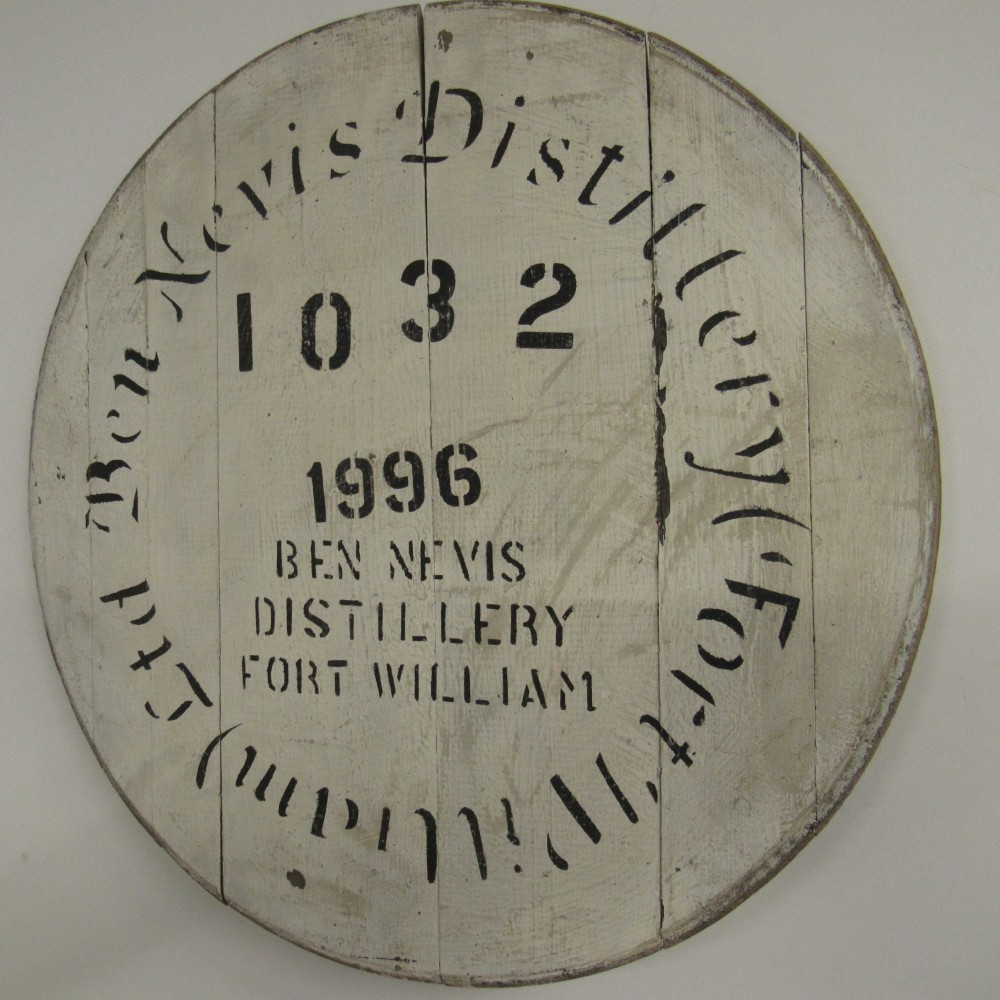 Ben Nevis Distillery (Fort William) Ltd
1032
1996
BEN NEVIS
DISTILLERY
FORT WILLIAM